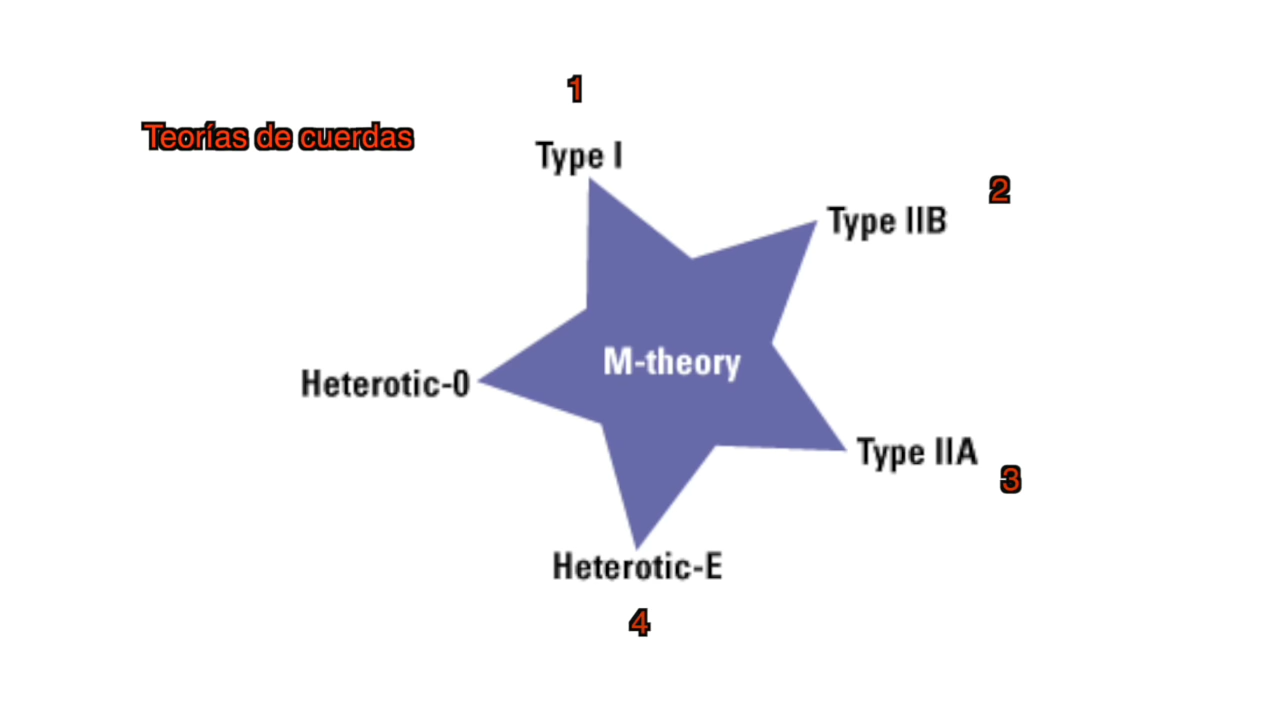 1
Teorías de cuerdas
Type I
2
Type IIB
M-theory
Heterotic-0
Type IIA
3
Heterotic-E
4